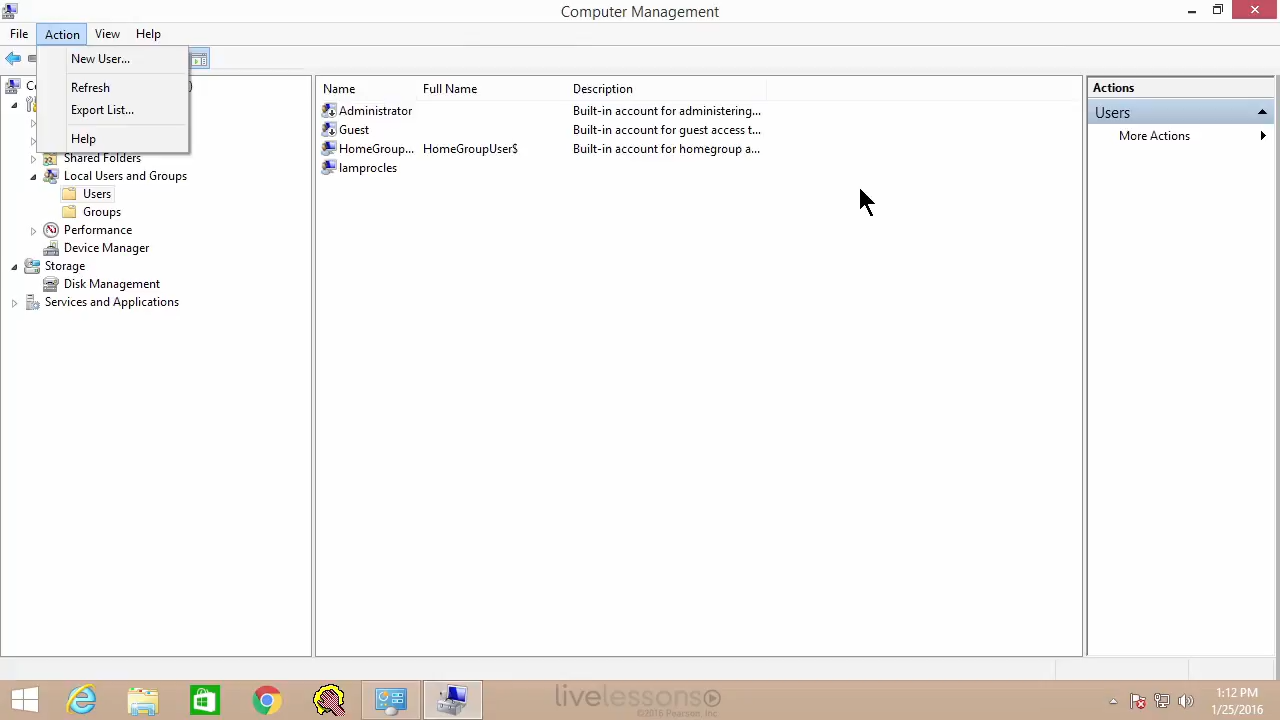 Computer Management
File Action View Help
New User...
Refresh
Export List...
Help
Shared Folders
Local Users and Groups
Users
Groups
Performance
Device Manager
Storage
Disk Management
Services and Applications
Name Full Name Description
Administrator Built-in account for administering...
Guest Built-in account for guest access t...
HomeGroup... HomeGroupUser$ Built-in account for homegroup a...
lamprocles
Actions
Users
More Actions
livelessons
©2016 Pearson, Inc
1:12 PM
1/25/2016